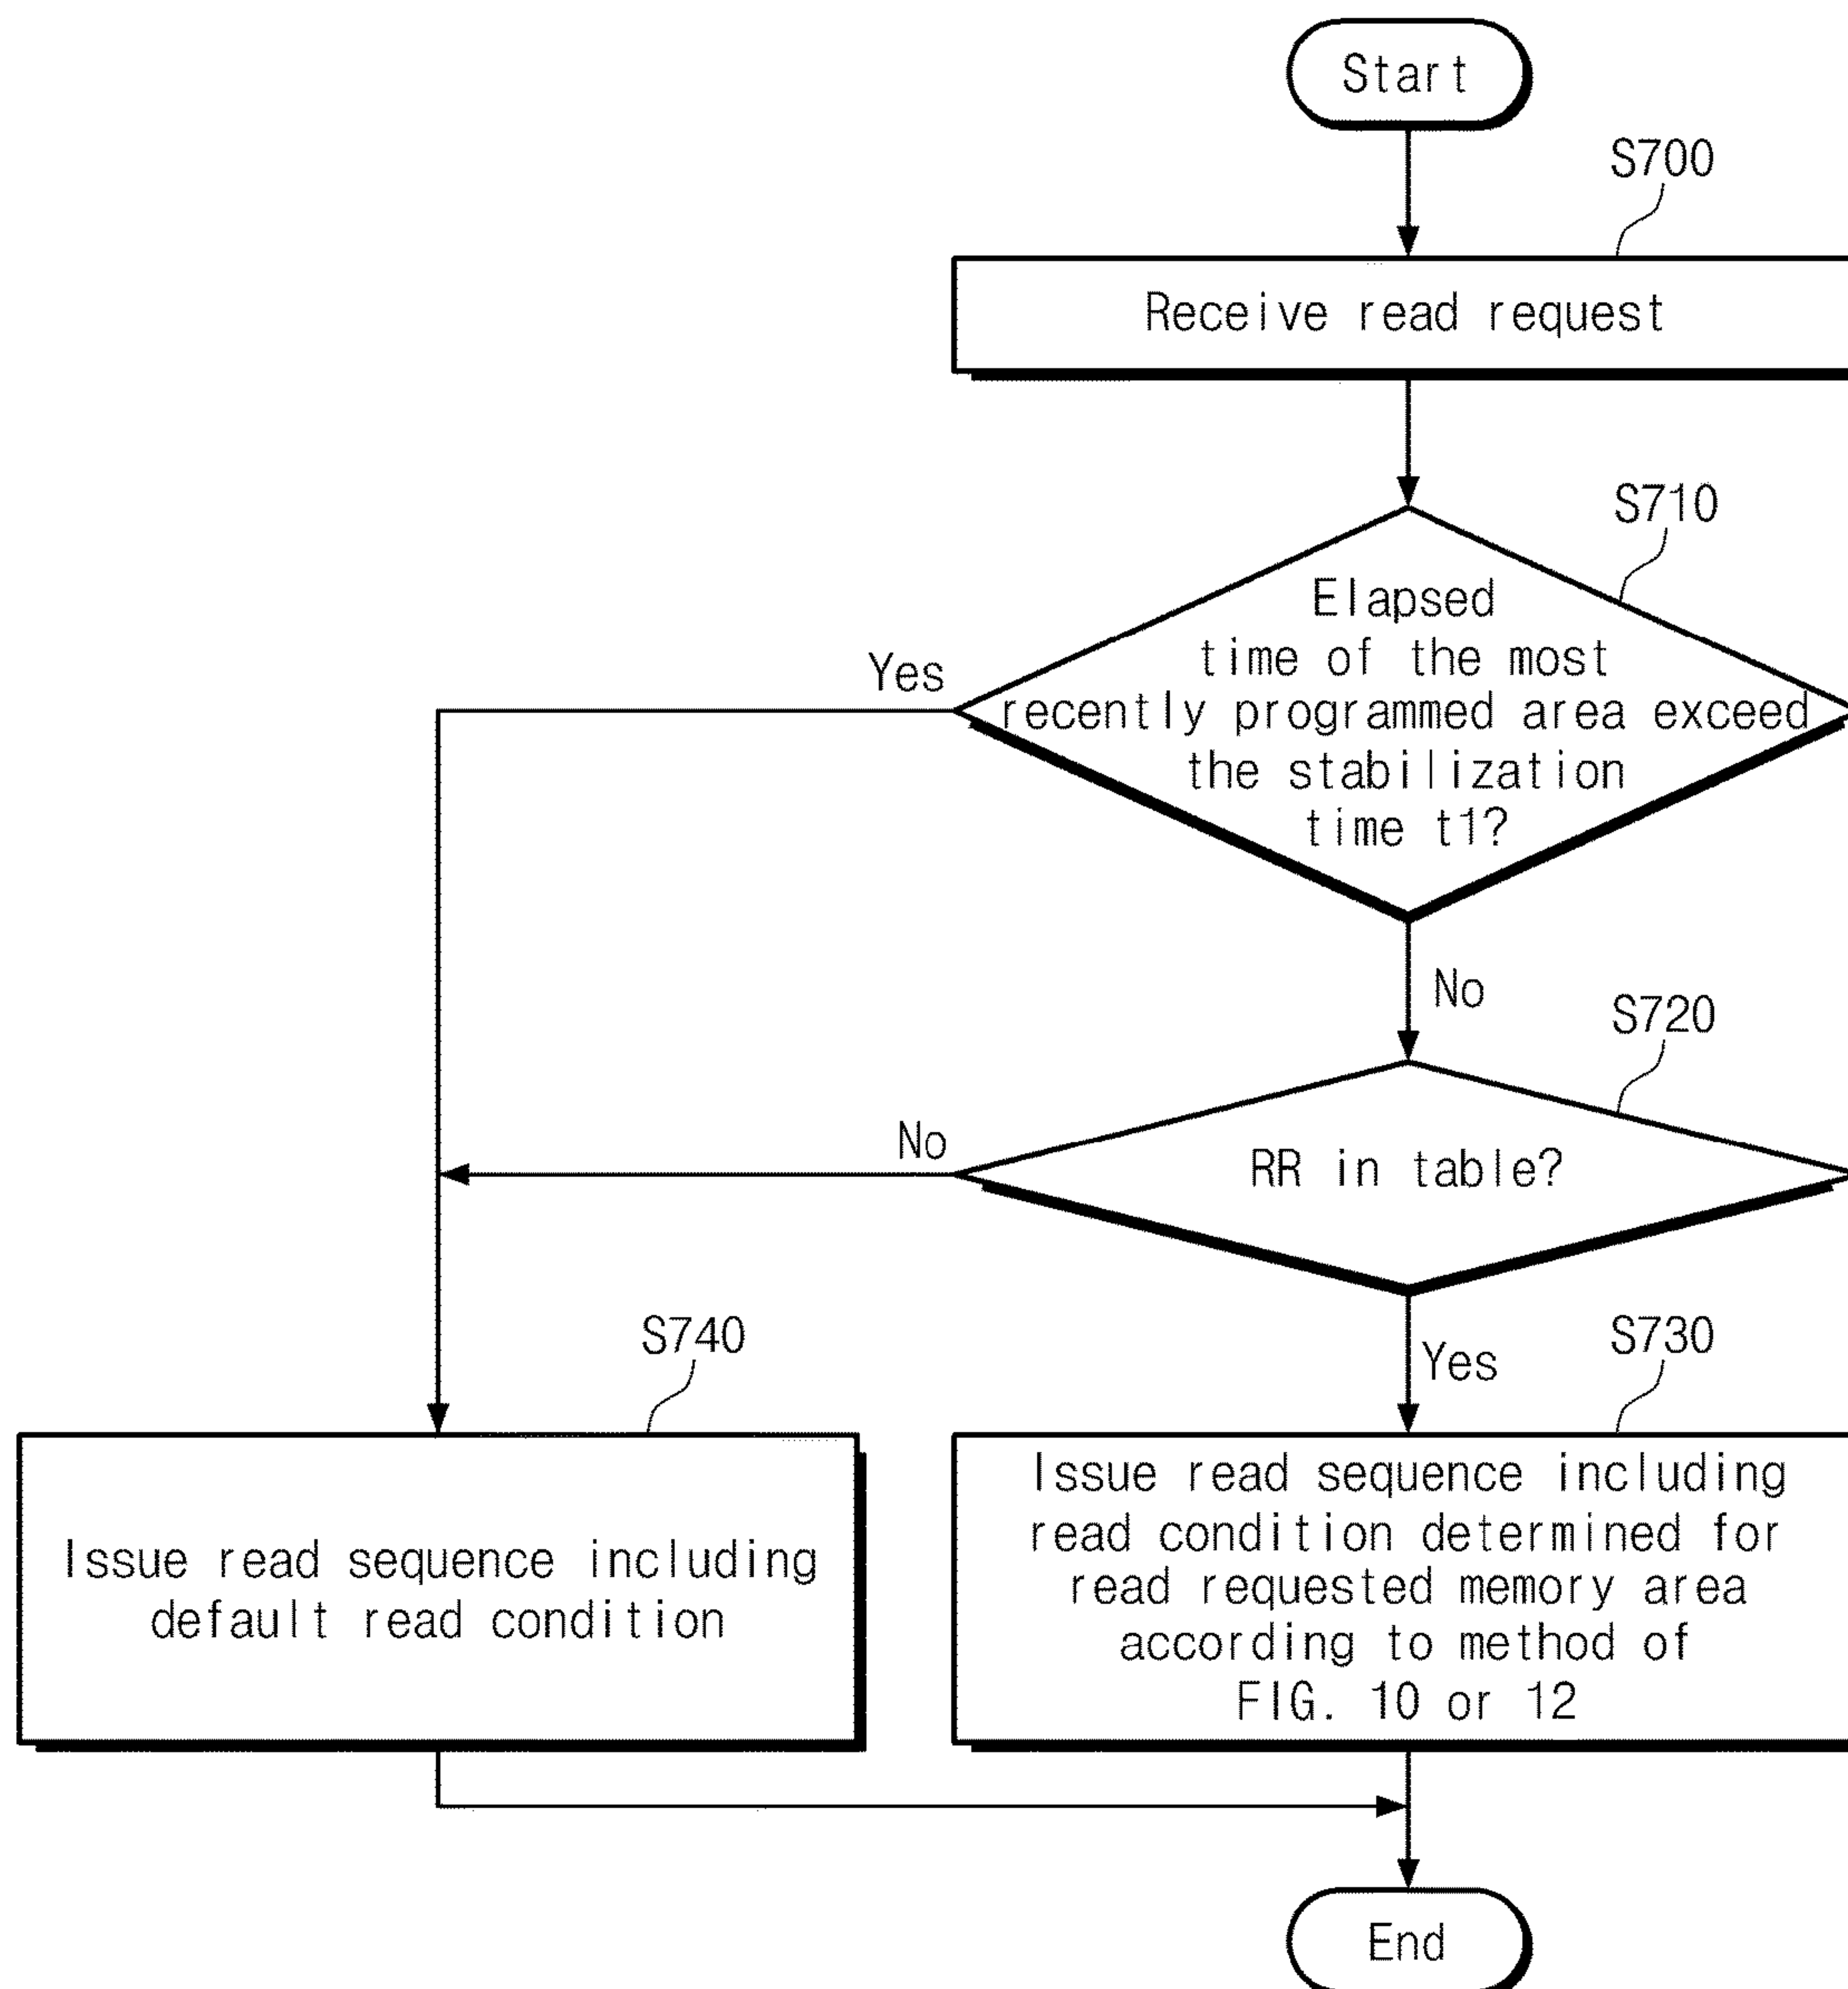 Start
S700
Receive read request
S710
Elapsed
time of the most
recently programmed area exceed
the stabilization
time t1?
Yes
No
S720
RR in table?
No
Yes
S740
S730
Issue read sequence including
default read condition
Issue read sequence including
read condition determined for
read requested memory area
according to method of
FIG. 10 or 12
End